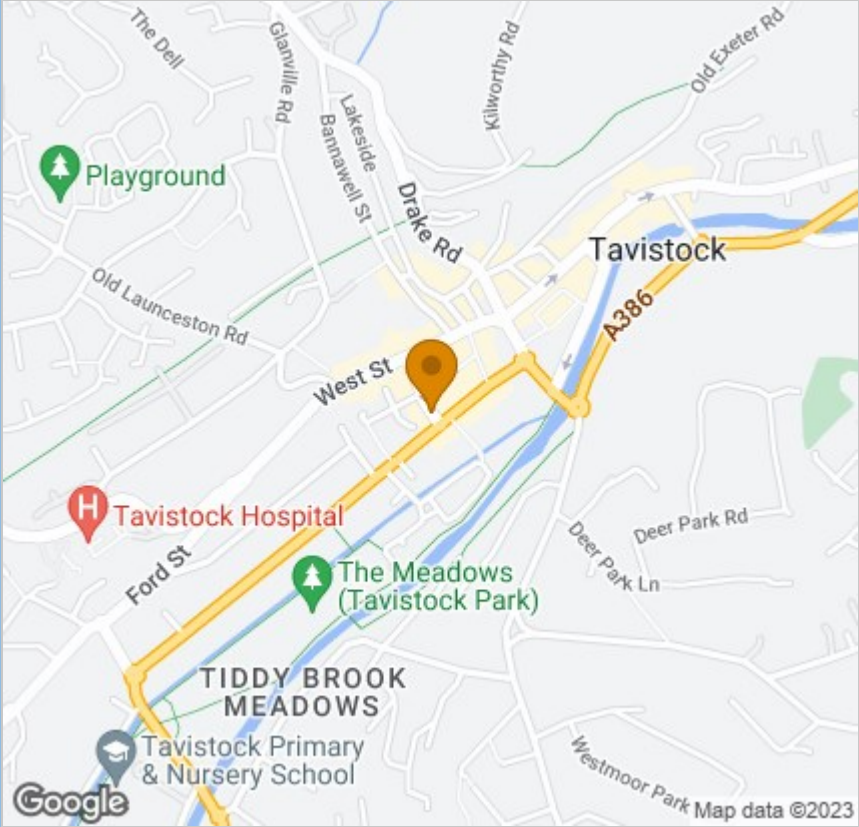 The Dell
Glanville Rd
Kilworthy Rd
Old Exeter Rd
Lakeside
Bannawell St
Playground
Drake Rd
Tavistock
Old Launceston Rd
A386
West St
H
Tavistock Hospital
Deer Park Rd
Deer Park Ln
Ford St
The Meadows
(Tavistock Park)
TIDDY BROOK
MEADOWS
Tavistock Primary
& Nursery School
Westmoor Park
Google
Map data ©2023